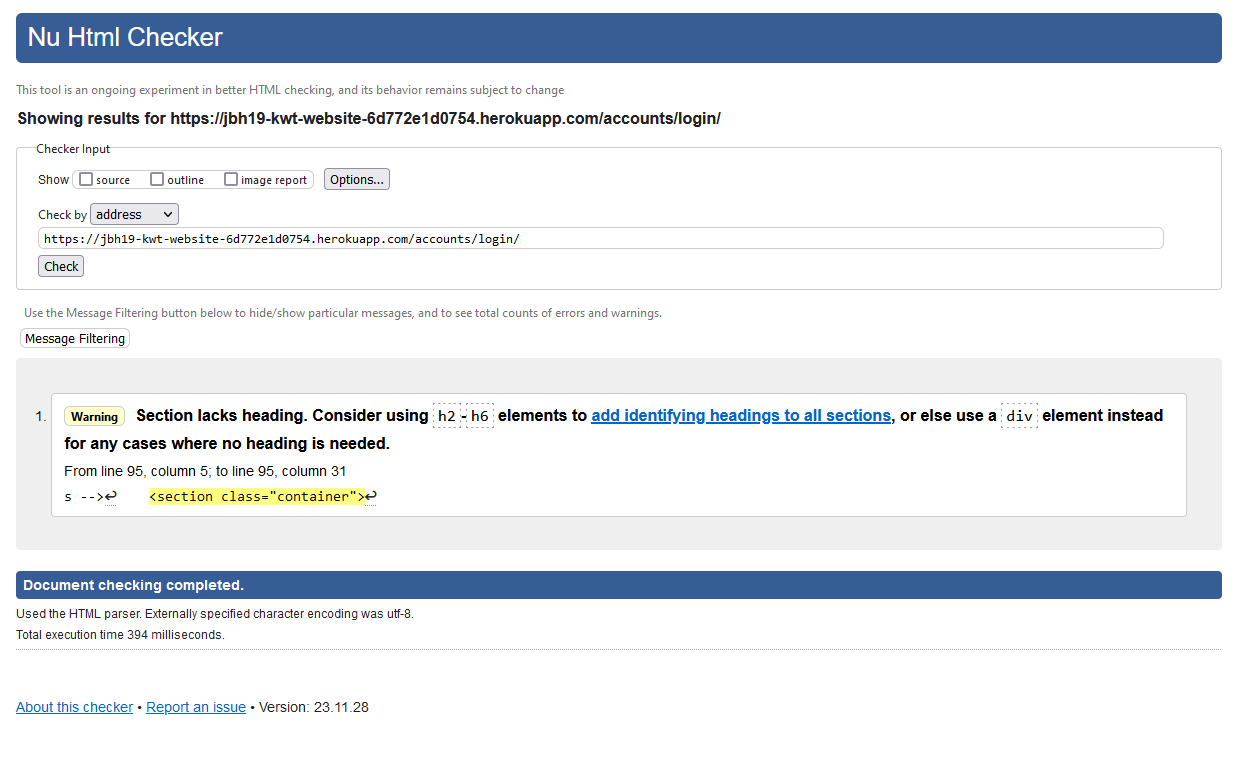 Nu Html Checker
This tool is an ongoing experiment in better HTML checking, and its behavior remains subject to change
Showing results for https://jbh19-kwt-website-6d772e1d0754.herokuapp.com/accounts/login/
Checker Input
Show source outline image report Options...
Check by address
https://jbh19-kwt-website-6d772e1d0754.herokuapp.com/accounts/login/
Check
Use the Message Filtering button below to hide/show particular messages, and to see total counts of errors and warnings.
Message Filtering
1. Warning Section lacks heading. Consider using h2-h6 elements to add identifying headings to all sections, or else use a div element instead
for any cases where no heading is needed.
From line 95, column 5; to line 95, column 31
s -->↩ <section class="container">↩
Document checking completed.
Used the HTML parser. Externally specified character encoding was utf-8.
Total execution time 394 milliseconds.
About this checker • Report an issue • Version: 23.11.28